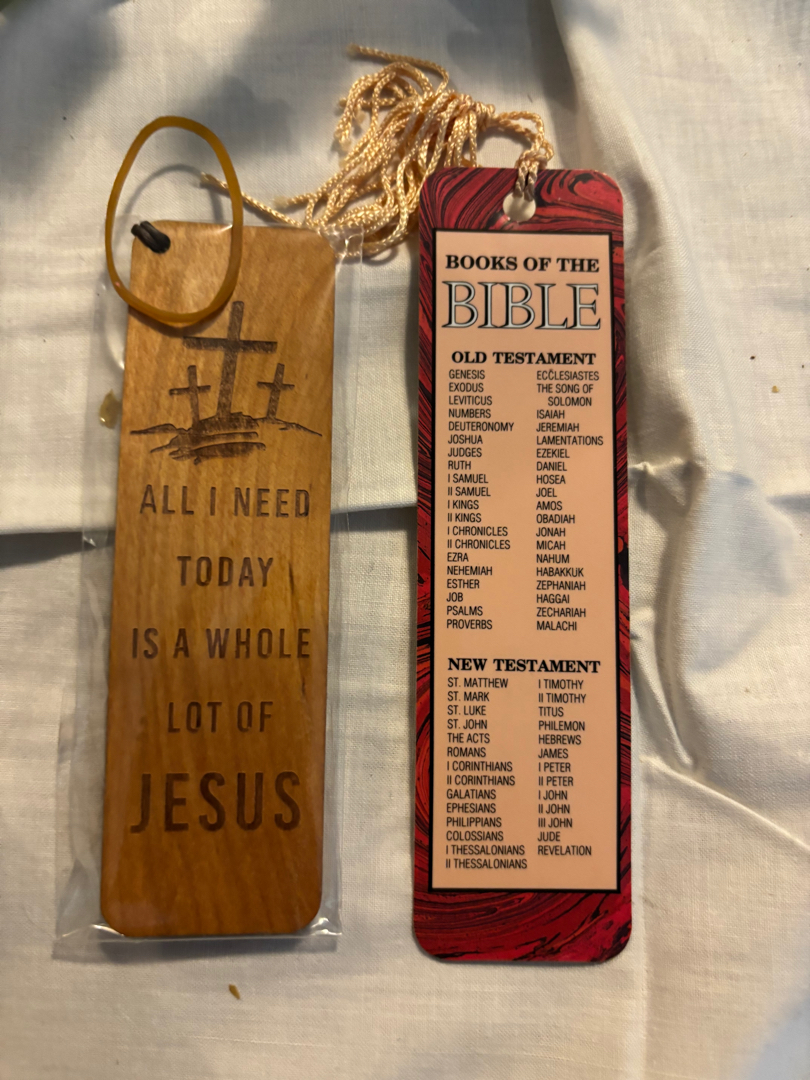 ALL I NEED
TODAY
IS A WHOLE
LOT OF
JESUS
BOOKS OF THE
BIBLE
OLD TESTAMENT
GENESIS
EXODUS
LEVITICUS
NUMBERS
DEUTERONOMY
JOSHUA
JUDGES
RUTH
I SAMUEL
II SAMUEL
I KINGS
II KINGS
I CHRONICLES
II CHRONICLES
EZRA
NEHEMIAH
ESTHER
JOB
PSALMS
PROVERBS
ECCLESIASTES
THE SONG OF
SOLOMON
ISAIAH
JEREMIAH
LAMENTATIONS
EZEKIEL
DANIEL
HOSEA
JOEL
AMOS
OBADIAH
JONAH
MICAH
NAHUM
HABAKKUK
ZEPHANIAH
HAGGAI
ZECHARIAH
MALACHI
NEW TESTAMENT
ST. MATTHEW
ST. MARK
ST. LUKE
ST. JOHN
THE ACTS
ROMANS
I CORINTHIANS
II CORINTHIANS
GALATIANS
EPHESIANS
PHILIPPIANS
COLOSSIANS
I THESSALONIANS
II THESSALONIANS
I TIMOTHY
II TIMOTHY
TITUS
PHILEMON
HEBREWS
JAMES
I PETER
II PETER
I JOHN
II JOHN
III JOHN
JUDE
REVELATION